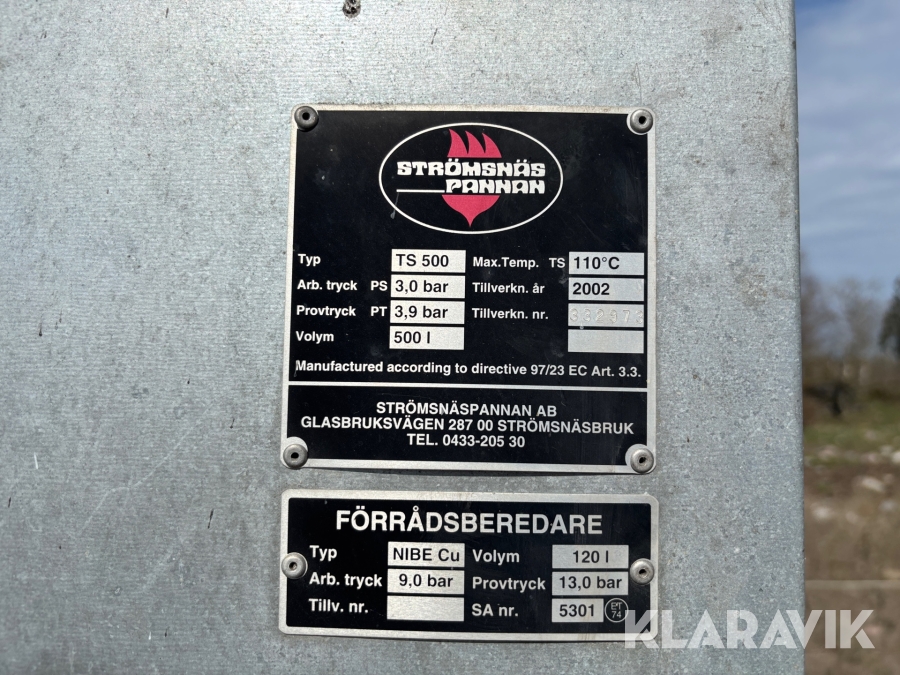 STRÖMSNÄS
PANNAN
Typ TS 500 Max.Temp. TS 110°C
Arb. tryck PS 3,0 bar Tillverkn. år 2002
Provtryck PT 3,9 bar Tillverkn. nr.
Volym 500 l
Manufactured according to directive 97/23 EC Art. 3.3.
STRÖMSNÄSPANNAN AB
GLASBRUKSVÄGEN 287 00 STRÖMSNÄSBRUK
TEL. 0433-205 30
FÖRRÅDSBEREDARE
Typ NIBE Cu Volym 120 l
Arb. tryck 9,0 bar Provtryck 13,0 bar
Tillv. nr. SA nr. 5301
KLARAVIK